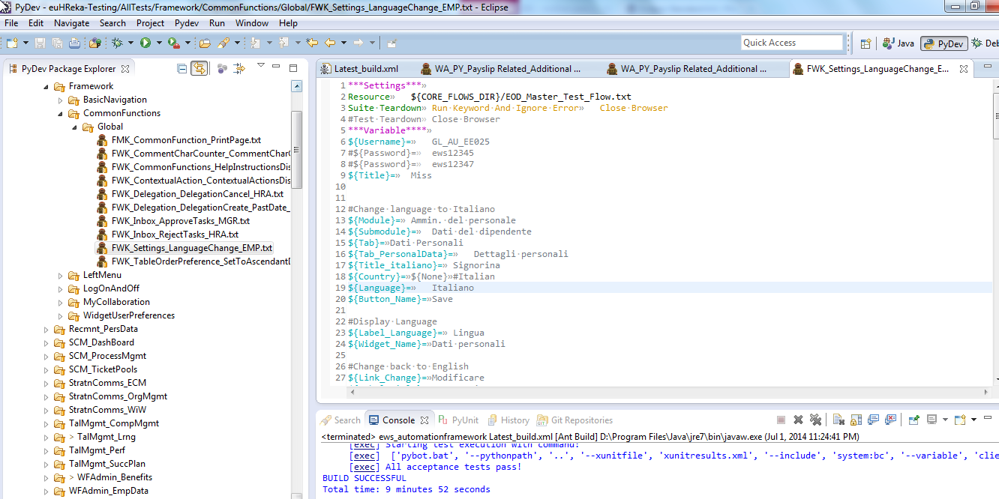 PyDev - euHReka-Testing/AllTests/Framework/CommonFunctions/Global/FWK_Settings_LanguageChange_EMP.txt - Eclipse
File Edit Navigate Search Project Pydev Run Window Help
Quick Access
Java
PyDev
Deb
PyDev Package Explorer
Framework
BasicNavigation
CommonFunctions
Global
FMK_CommonFunction_PrintPage.txt
FWK_CommentCharCounter_CommentChar
FWK_CommonFunctions_HelpInstructionsDis
FWK_ContextualAction_ContextualActionsDis
FWK_Delegation_DelegationCancel_HRA.txt
FWK_Delegation_DelegationCreate_PastDate_
FWK_Inbox_ApproveTasks_MGR.txt
FWK_Inbox_RejectTasks_HRA.txt
FWK_Settings_LanguageChange_EMP.txt
FWK_TableOrderPreference_SetToAscendant
LeftMenu
LogOnAndOff
MyCollaboration
WidgetUserPreferences
Recmnt_PersData
SCM_DashBoard
SCM_ProcessMgmt
SCM_TicketPools
StratnComms_ECM
StratnComms_OrgMgmt
StratnComms_WiW
TalMgmt_CompMgmt
> TalMgmt_Lrng
TalMgmt_Perf
TalMgmt_SuccPlan
> WFAdmin_Benefits
WFAdmin_EmpData
Latest_build.xml
WA_PY_Payslip Related_Additional ...
WA_PY_Payslip Related_Additional ...
FWK_Settings_LanguageChange_E...
1 ***Settings***»
2 Resource» ${CORE_FLOWS_DIR}/EOD_Master_Test_Flow.txt
3 Suite·Teardown» Run·Keyword·And·Ignore·Error» Close·Browser
4 #Test·Teardown» Close·Browser
5 ***Variable****»
6 ${Username}=» GL_AU_EE025
7 #${Password}=» ews12345
8 #${Password}=» ews12347
9 ${Title}=» Miss
10
11
12 #Change·language·to·Italiano
13 ${Module}=» Ammin.·del·personale
14 ${Submodule}=» Dati·del·dipendente
15 ${Tab}=»Dati·Personali
16 ${Tab_PersonalData}=» Dettagli·personali
17 ${Title_italiano}=» Signorina
18 ${Country}=»${None}»#Italian
19 ${Language}=» Italiano
20 ${Button_Name}=»Save
21
22 #Display·Language
23 ${Label_Language}=» Lingua
24 ${Widget_Name}=»Dati·personali
25
26 #Change·back·to·English
27 ${Link_Change}=»Modificare
Search
Console
PyUnit
History
Git Repositories
<terminated> ews_automationframework Latest_build.xml [Ant Build] D:\Program Files\Java\jre7\bin\javaw.exe (Jul 1, 2014 11:24:41 PM)
[exec] Starting test execution with command:
[exec] ['pybot.bat', '--pythonpath', '..', '--xunitfile', 'xunitresults.xml', '--include', 'system:bc', '--variable', 'clie
[exec] All acceptance tests pass!
BUILD SUCCESSFUL
Total time: 9 minutes 52 seconds